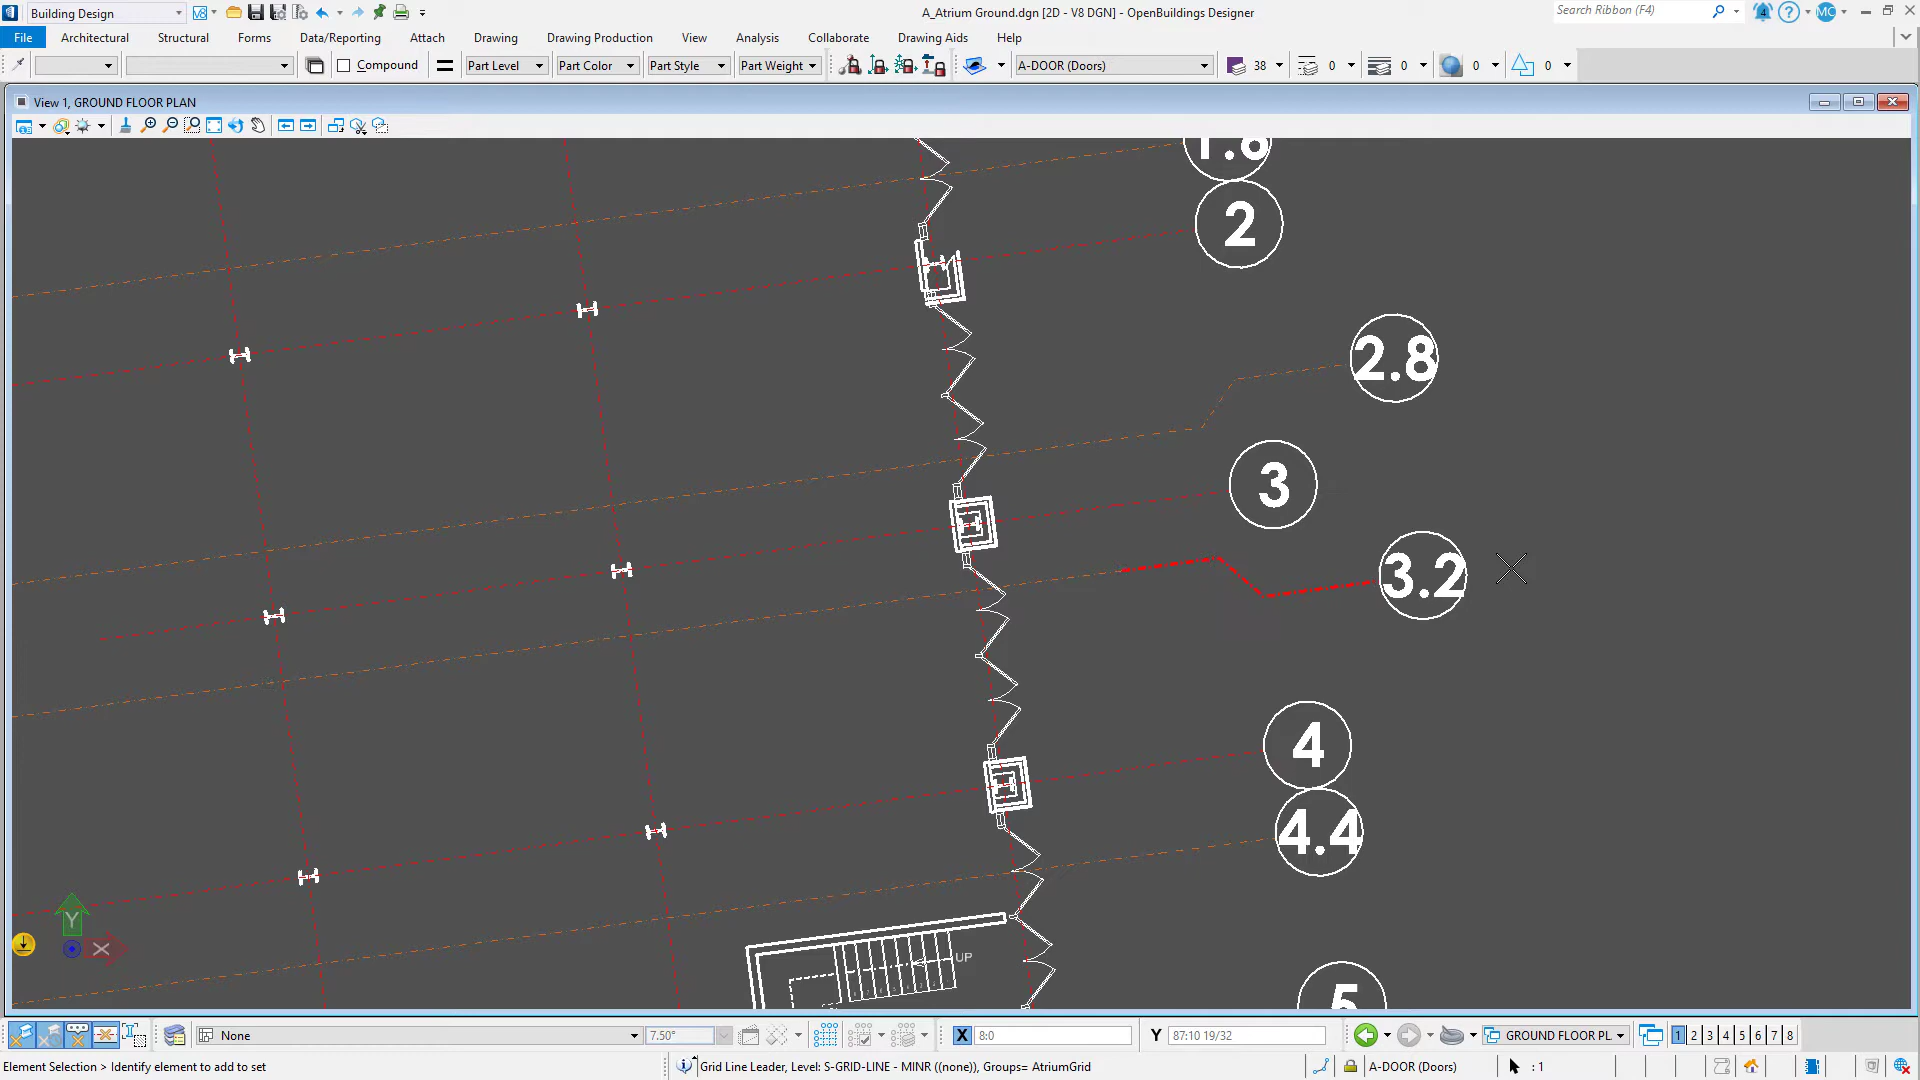 Building Design
A_Atrium Ground.dgn [2D - V8 DGN] - OpenBuildings Designer
Search Ribbon (F4)
4
MC
File Architectural Structural Forms Data/Reporting Attach Drawing Drawing Production View Analysis Collaborate Drawing Aids Help
Compound Part Level Part Color Part Style Part Weight A-DOOR (Doors) 38 0 0 0 0
View 1, GROUND FLOOR PLAN
1.6
2
2.8
3
3.2
4
4.4
UP
5
Y
X
None 7.50° X 8:0 Y 87:10 19/32 GROUND FLOOR PL 1 2 3 4 5 6 7 8
Element Selection > Identify element to add to set
Grid Line Leader, Level: S-GRID-LINE - MINR ((none)), Groups= AtriumGrid
A-DOOR (Doors) : 1